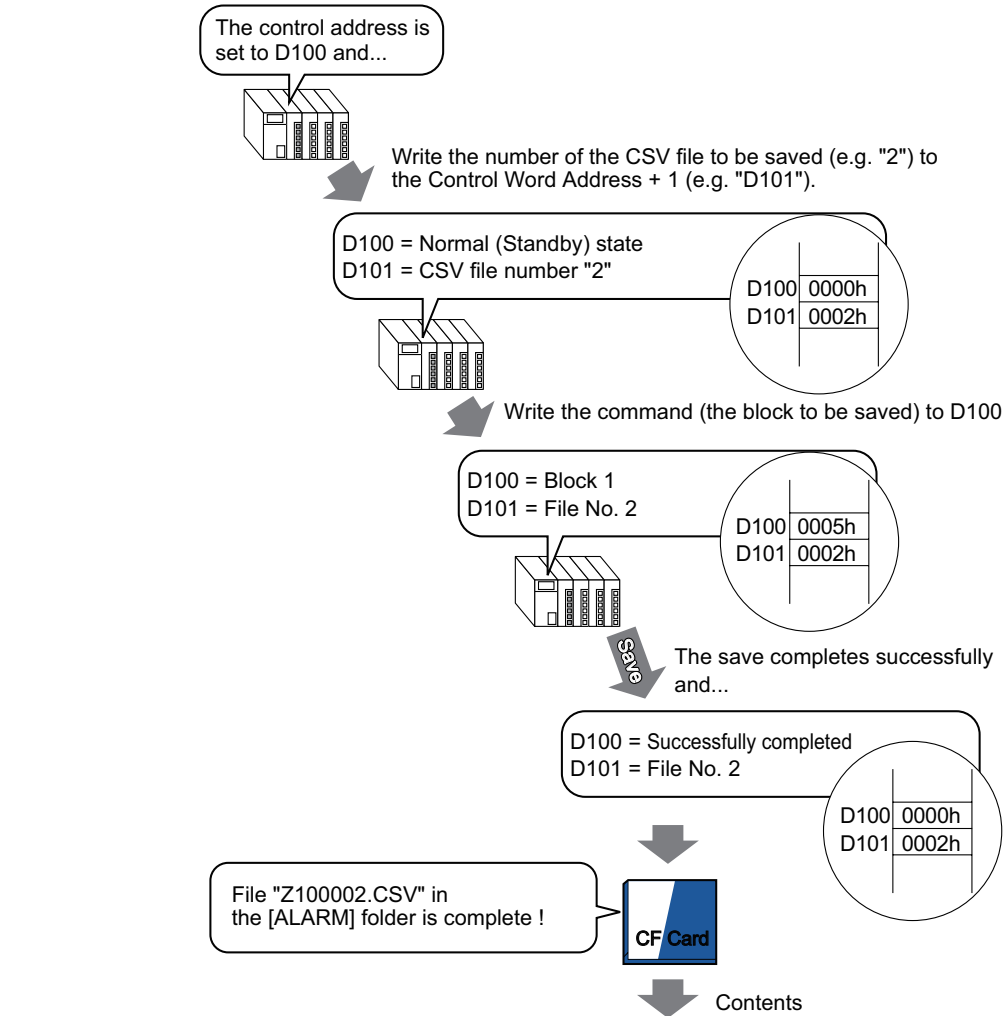 The control address is
set to D100 and...
Write the number of the CSV file to be saved (e.g. "2") to
the Control Word Address + 1 (e.g. "D101").
D100 = Normal (Standby) state
D101 = CSV file number "2"
D100 0000h
D101 0002h
Write the command (the block to be saved) to D100
D100 = Block 1
D101 = File No. 2
D100 0005h
D101 0002h
Save
The save completes successfully
and...
D100 = Successfully completed
D101 = File No. 2
D100 0000h
D101 0002h
File "Z100002.CSV" in
the [ALARM] folder is complete !
CF Card
Contents